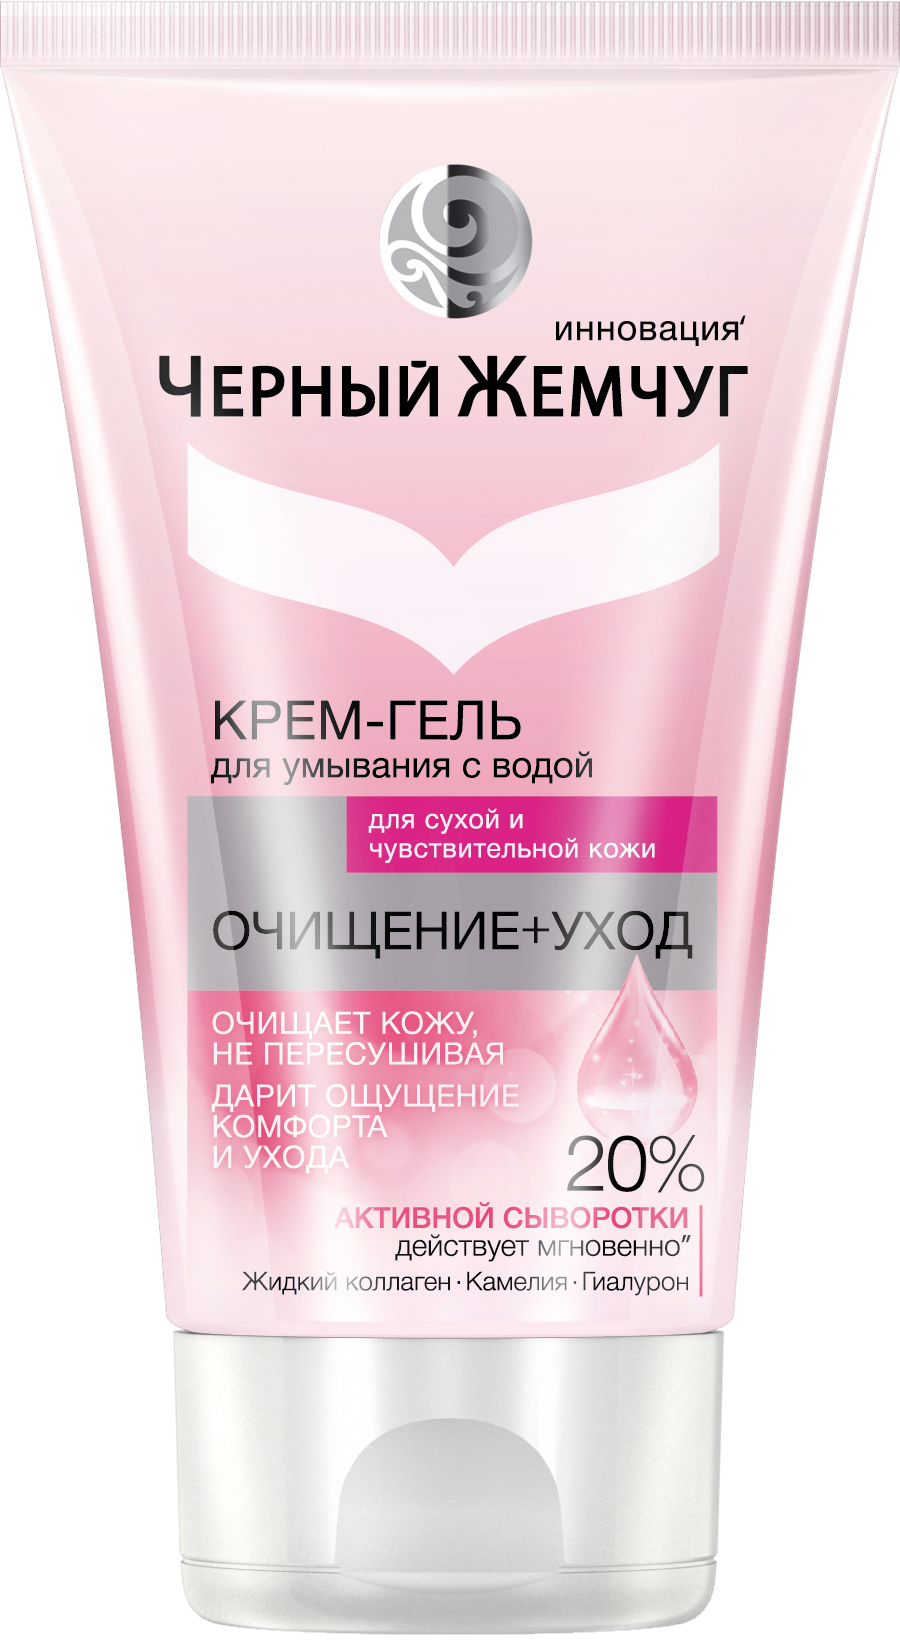 инновация'
ЧЕРНЫЙ ЖЕМЧУГ
КРЕМ-ГЕЛЬ
для умывания с водой
для сухой и
чувствительной кожи
ОЧИЩЕНИЕ+УХОД
ОЧИЩАЕТ КОЖУ,
НЕ ПЕРЕСУШИВАЯ
ДАРИТ ОЩУЩЕНИЕ
КОМФОРТА
И УХОДА
20%
АКТИВНОЙ СЫВОРОТКИ
действует мгновенно"
Жидкий коллаген·Камелия·Гиалурон